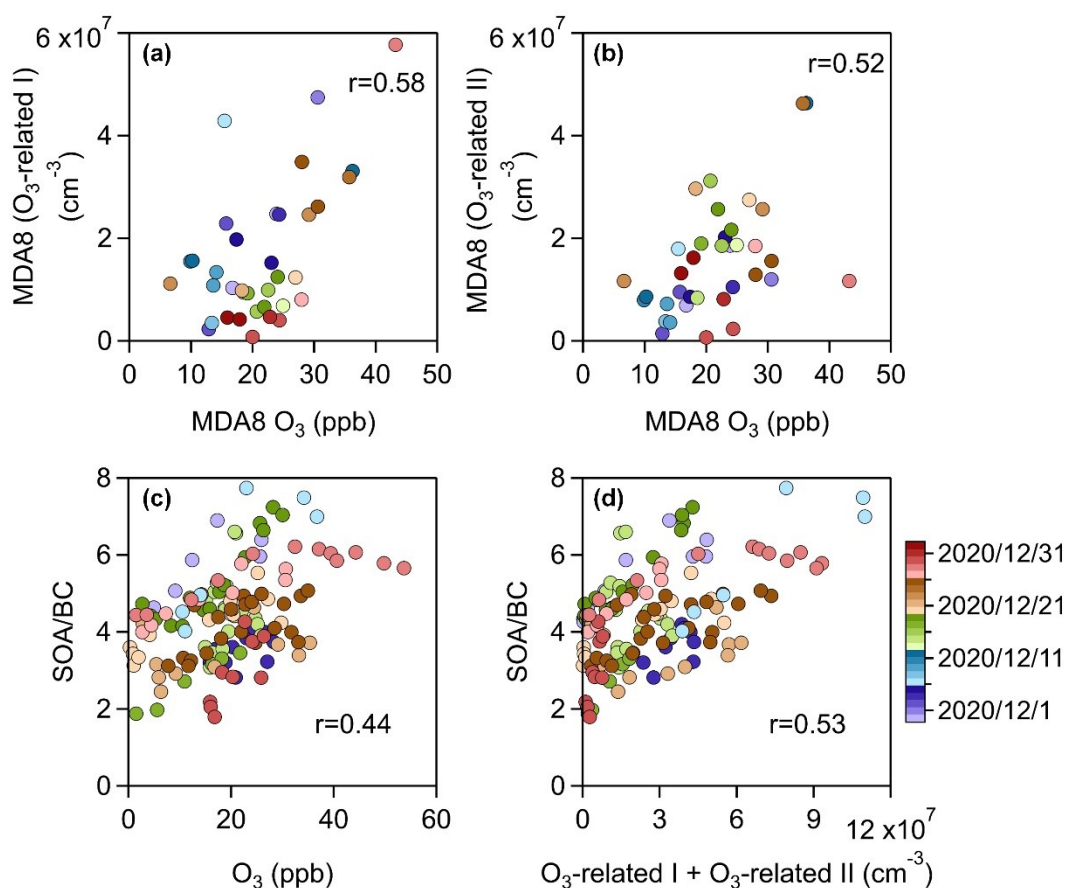 (a)
r=0.58
6 x10⁷
4
2
0
MDA8 (O₃-related I)
(cm⁻³)
0 10 20 30 40 50
MDA8 O₃ (ppb)
(b)
r=0.52
6 x10⁷
4
2
0
MDA8 (O₃-related II)
(cm⁻³)
0 10 20 30 40 50
MDA8 O₃ (ppb)
(c)
r=0.44
8
6
4
2
0
SOA/BC
0 20 40 60
O₃ (ppb)
(d)
r=0.53
8
6
4
2
0
SOA/BC
0 3 6 9 12 x10⁷
O₃-related I + O₃-related II (cm⁻³)
2020/12/31
2020/12/21
2020/12/11
2020/12/1